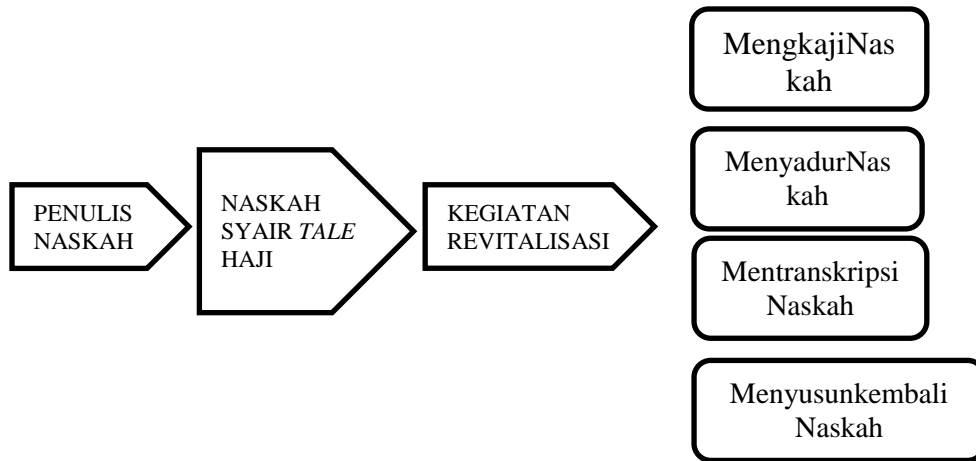 PENULIS
NASKAH
NASKAH
SYAIR TALE
HAJI
KEGIATAN
REVITALISASI
MengkajiNas
kah
MenyadurNas
kah
Mentranskripsi
Naskah
Menyusunkembali
Naskah